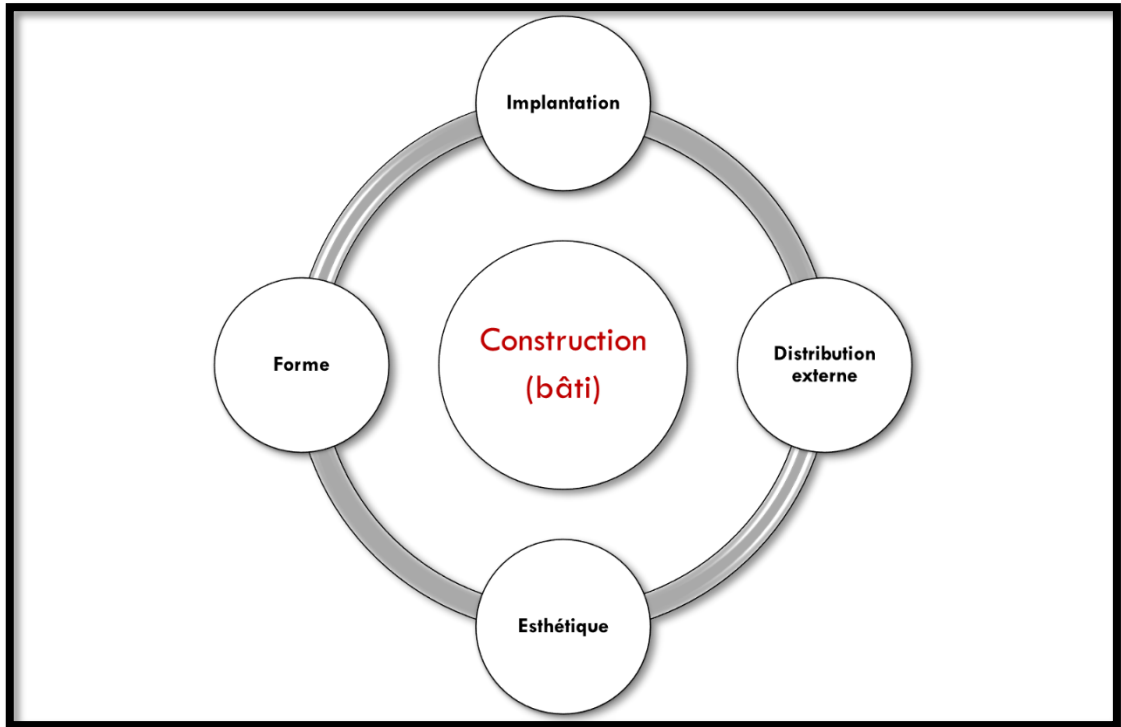 Implantation
Construction
(bâti)
Forme
Distribution
externe
Esthétique